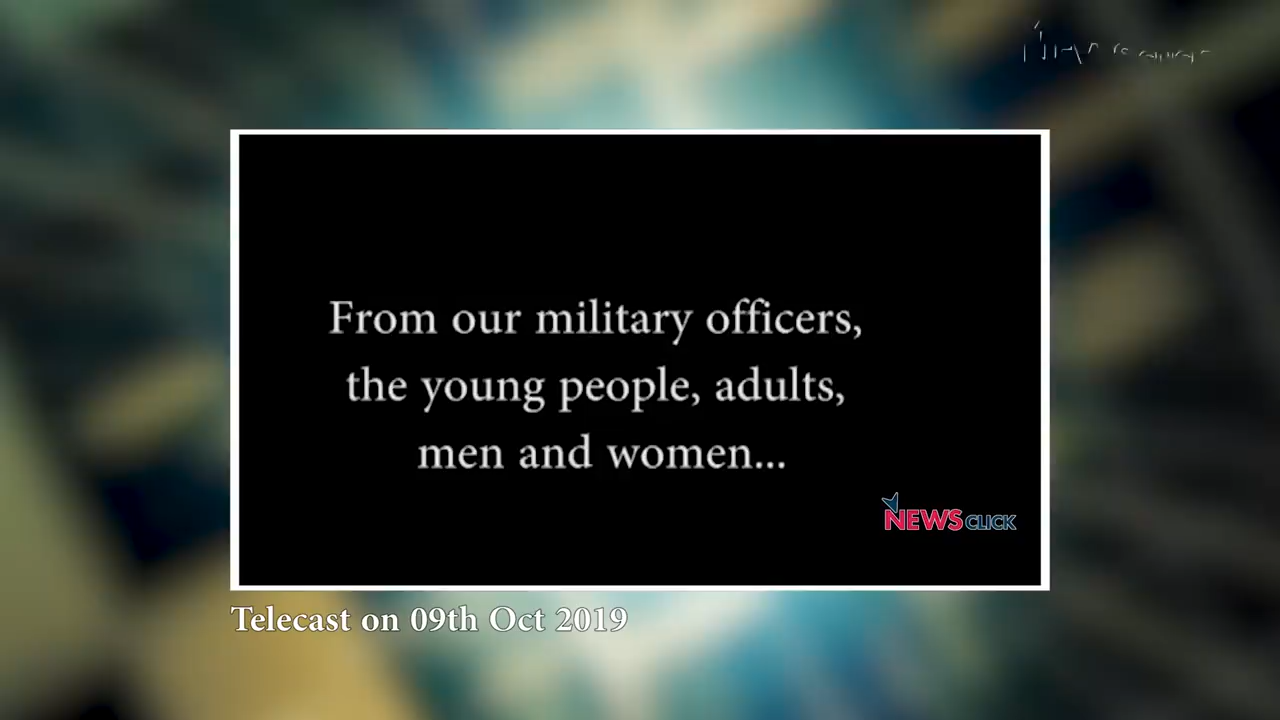 From our military officers,
the young people, adults,
men and women...
NEWSCLICK
Telecast on 09th Oct 2019